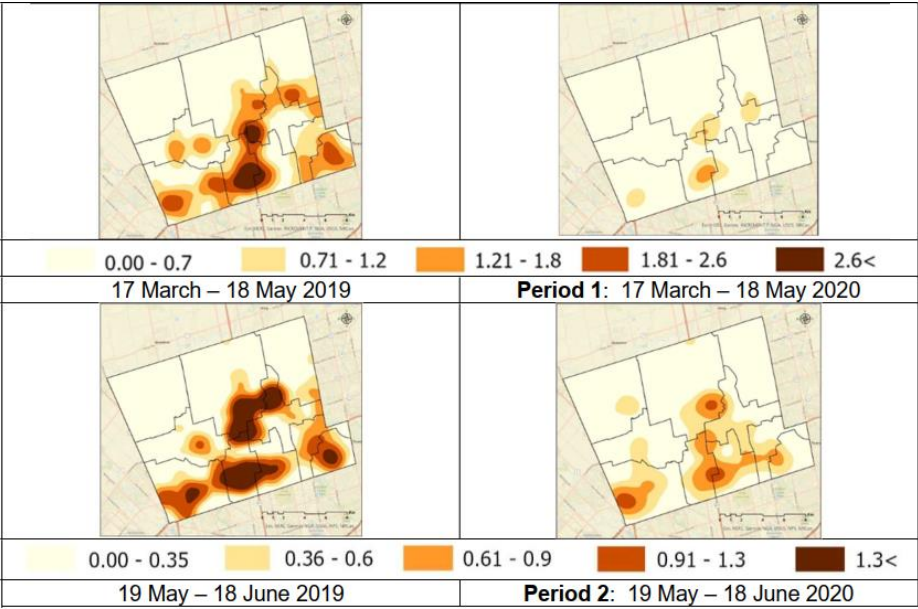 0.00 - 0.7 0.71 - 1.2 1.21 - 1.8 1.81 - 2.6 2.6<
17 March – 18 May 2019 Period 1: 17 March – 18 May 2020
0.00 - 0.35 0.36 - 0.6 0.61 - 0.9 0.91 - 1.3 1.3<
19 May – 18 June 2019 Period 2: 19 May – 18 June 2020